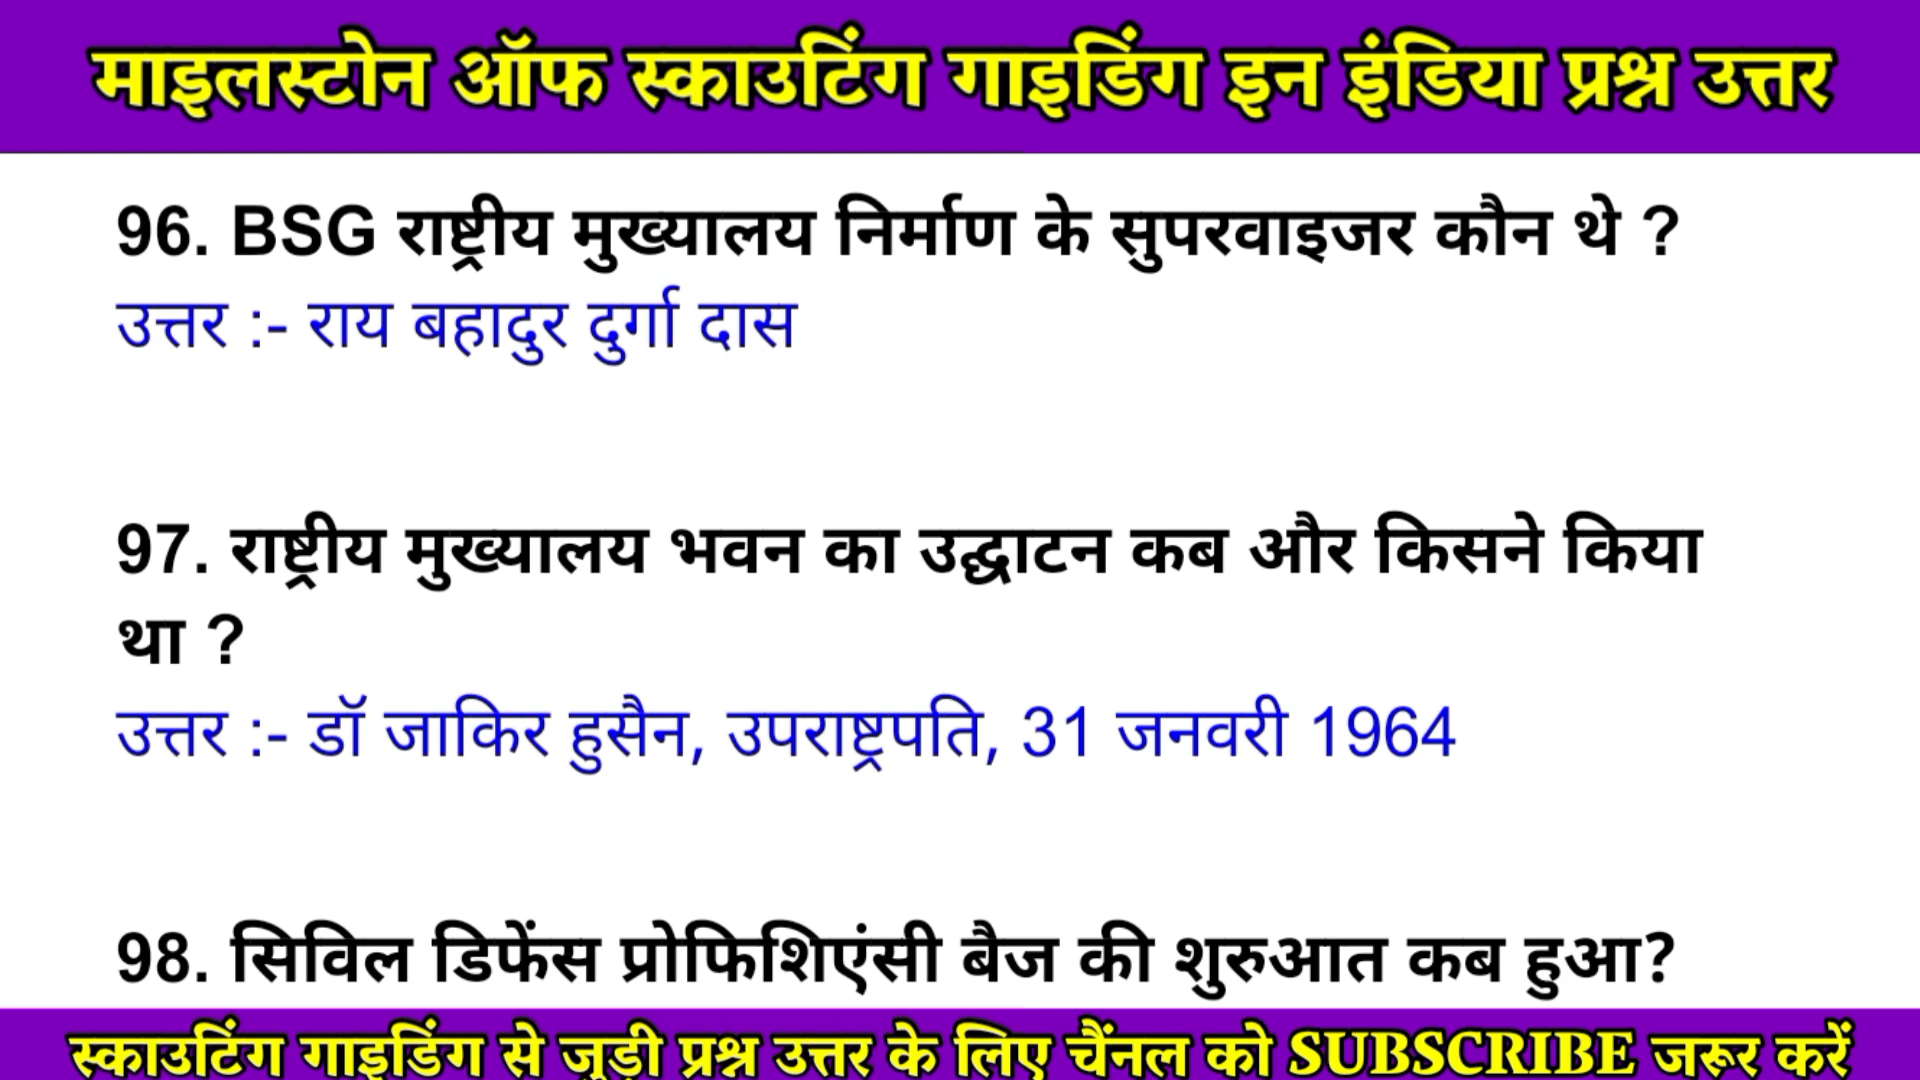 माइलस्टोन ऑफ स्काउटिंग गाइडिंग इन इंडिया प्रश्न उत्तर
96. BSG राष्ट्रीय मुख्यालय निर्माण के सुपरवाइजर कौन थे ?
उत्तर :- राय बहादुर दुर्गा दास
97. राष्ट्रीय मुख्यालय भवन का उद्घाटन कब और किसने किया
था ?
उत्तर :- डॉ जाकिर हुसैन, उपराष्ट्रपति, 31 जनवरी 1964
98. सिविल डिफेंस प्रोफिशिएंसी बैज की शुरुआत कब हुआ?
स्काउटिंग गाइडिंग से जुड़ी प्रश्न उत्तर के लिए चैंनल को SUBSCRIBE जरूर करें